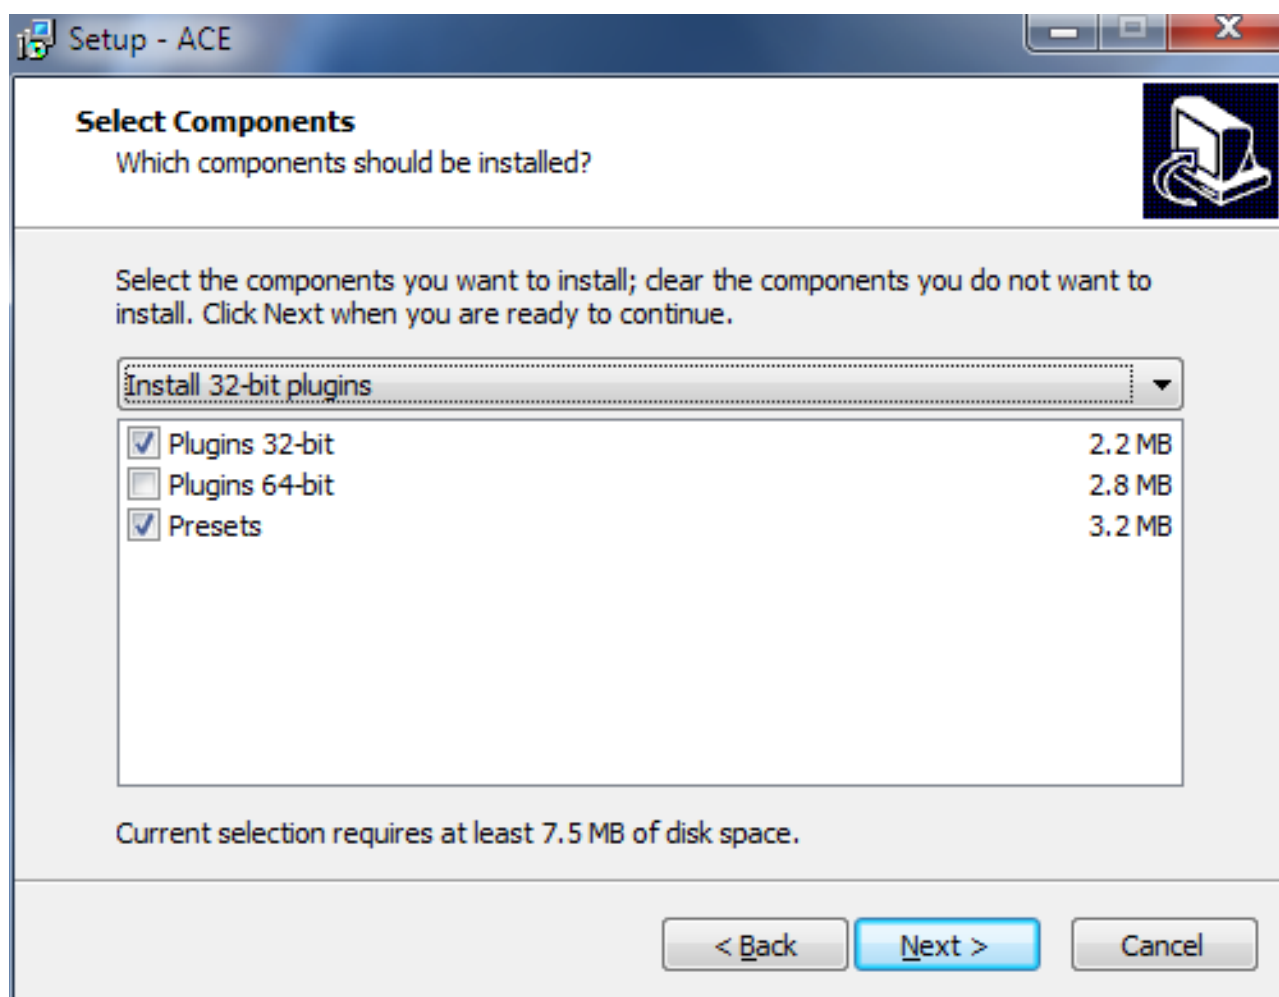 Setup - ACE
Select Components
Which components should be installed?
Select the components you want to install; clear the components you do not want to
install. Click Next when you are ready to continue.
Install 32-bit plugins
Plugins 32-bit 2.2 MB
Plugins 64-bit 2.8 MB
Presets 3.2 MB
Current selection requires at least 7.5 MB of disk space.
< Back Next > Cancel